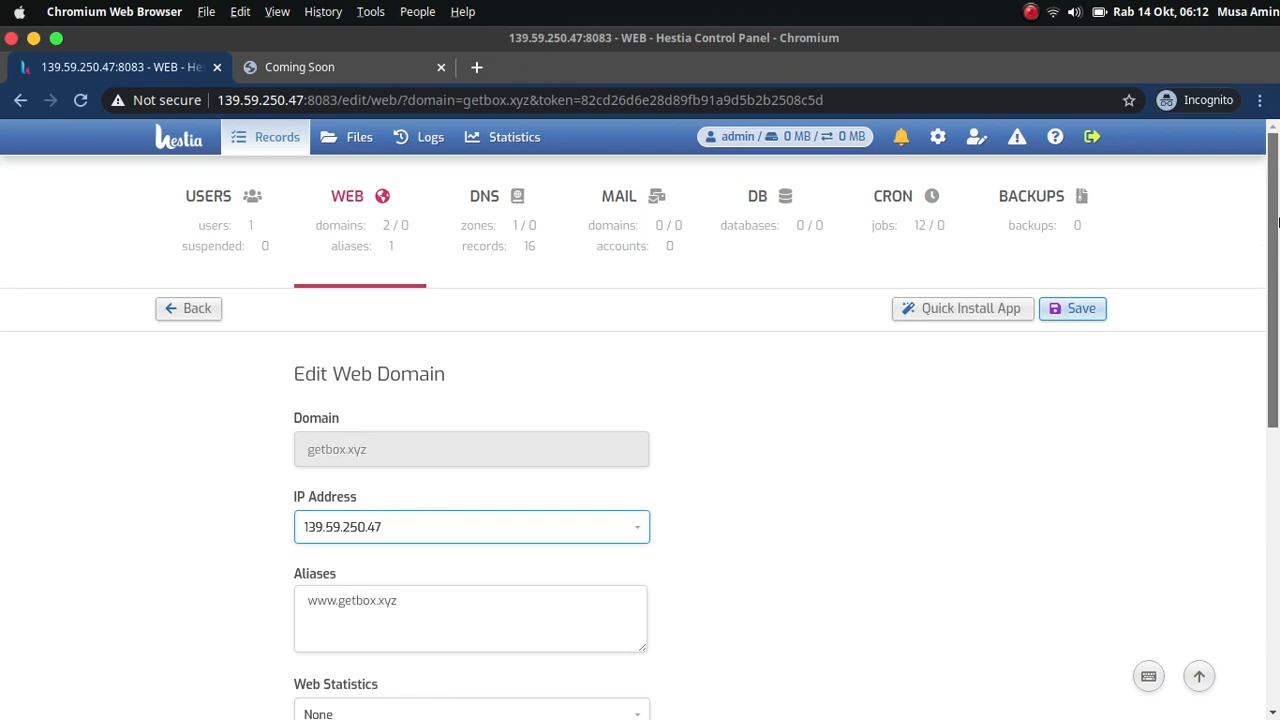 Chromium Web Browser File Edit View History Tools People Help Rab 14 Okt, 06:12 Musa Amin
139.59.250.47:8083 - WEB - Hestia Control Panel - Chromium
139.59.250.47:8083 - WEB - Hes Coming Soon
Not secure 139.59.250.47:8083/edit/web/?domain=getbox.xyz&token=82cd26d6e28d89fb91a9d5b2b2508c5d Incognito
hestia Records Files Logs Statistics admin / 0 MB / 0 MB
USERS WEB DNS MAIL DB CRON BACKUPS
users: 1 domains: 2 / 0 zones: 1 / 0 domains: 0 / 0 databases: 0 / 0 jobs: 12 / 0 backups: 0
suspended: 0 aliases: 1 records: 16 accounts: 0
Back Quick Install App Save
Edit Web Domain
Domain
getbox.xyz
IP Address
139.59.250.47
Aliases
www.getbox.xyz
Web Statistics
None